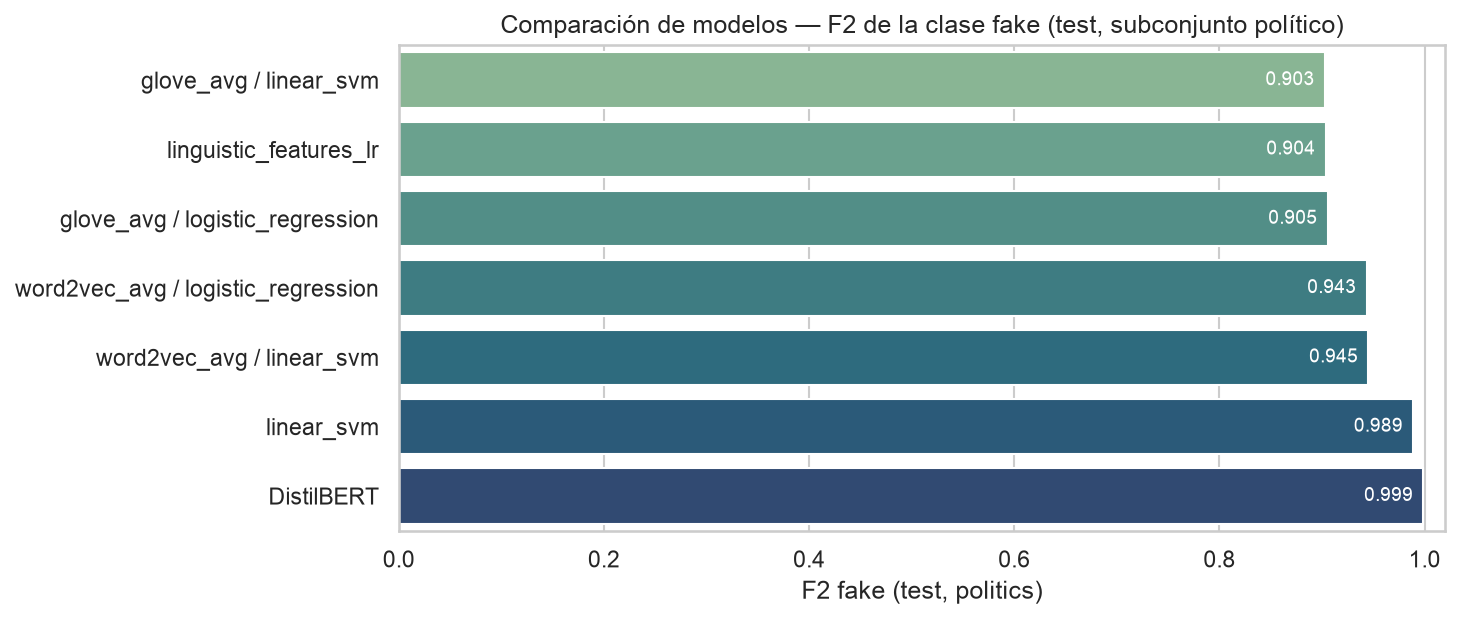 Comparación de modelos — F2 de la clase fake (test, subconjunto político)
glove_avg / linear_svm
0.903
linguistic_features_lr
0.904
glove_avg / logistic_regression
0.905
word2vec_avg / logistic_regression
0.943
word2vec_avg / linear_svm
0.945
linear_svm
0.989
DistilBERT
0.999
0.0 0.2 0.4 0.6 0.8 1.0
F2 fake (test, politics)